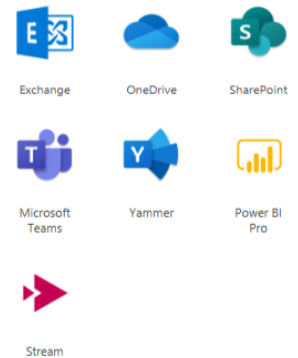 E
S
Exchange
OneDrive
SharePoint
T
Y
Microsoft
Teams
Yammer
Power BI
Pro
Stream